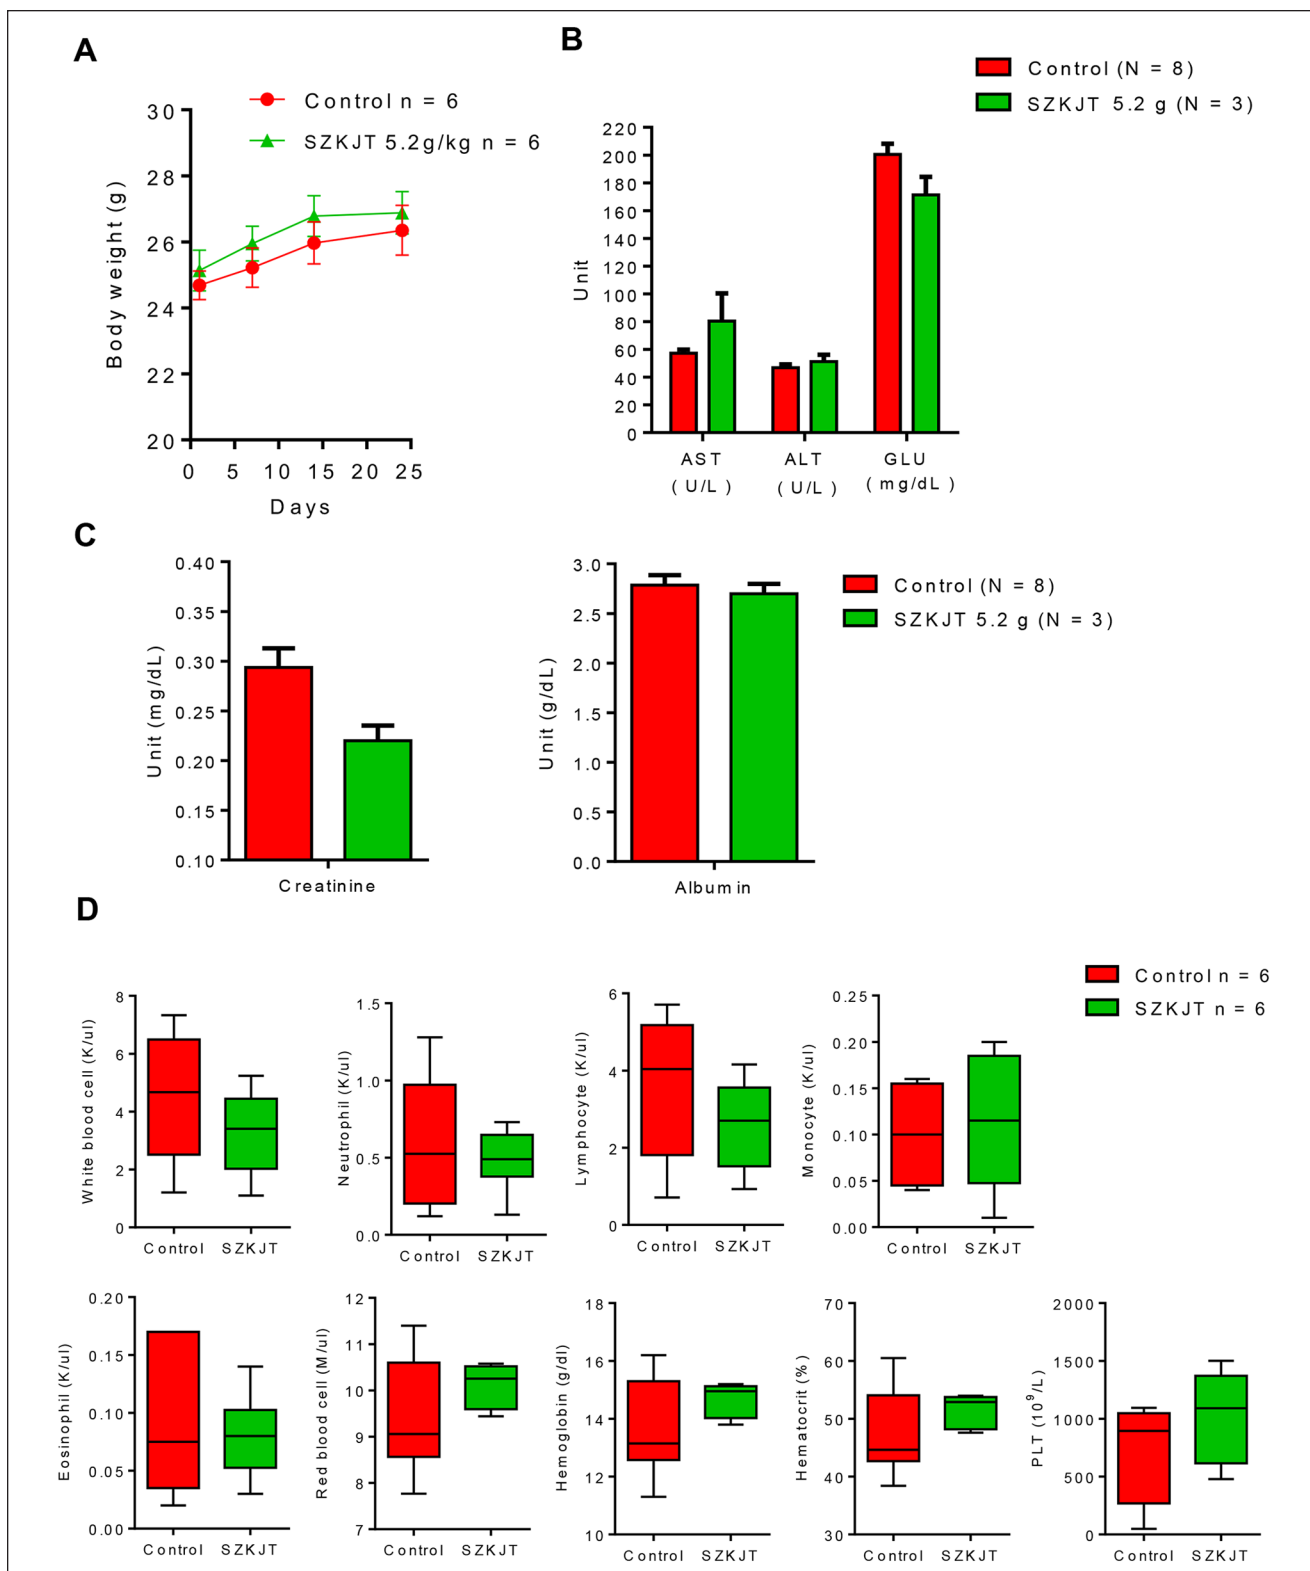 A
Control n = 6
SZKJT 5.2g/kg n = 6
30
28
26
24
22
20
Body weight (g)
0 5 10 15 20 25
Days
B
Control (N = 8)
SZKJT 5.2 g (N = 3)
220
200
180
160
140
120
100
80
60
40
20
0
Unit
AST ALT GLU
(U/L) (U/L) (mg/dL)
C
0.40
0.35
0.30
0.25
0.20
0.15
0.10
Unit (mg/dL)
Creatinine
3.0
2.5
2.0
1.5
1.0
0.5
0.0
Unit (g/dL)
Albumin
Control (N = 8)
SZKJT 5.2 g (N = 3)
D
Control n = 6
SZKJT n = 6
8
6
4
2
0
White blood cell (K/ul)
Control SZKJT
1.5
1.0
0.5
0.0
Neutrophil (K/ul)
Control SZKJT
6
4
2
0
Lymphocyte (K/ul)
Control SZKJT
0.25
0.20
0.15
0.10
0.05
0.00
Monocyte (K/ul)
Control SZKJT
0.20
0.15
0.10
0.05
0.00
Eosinophil (K/ul)
Control SZKJT
12
11
10
9
8
7
Red blood cell (M/ul)
Control SZKJT
18
16
14
12
10
Hemoglobin (g/dl)
Control SZKJT
70
60
50
40
30
Hematocrit (%)
Control SZKJT
2000
1500
1000
500
0
PLT (10⁹/L)
Control SZKJT